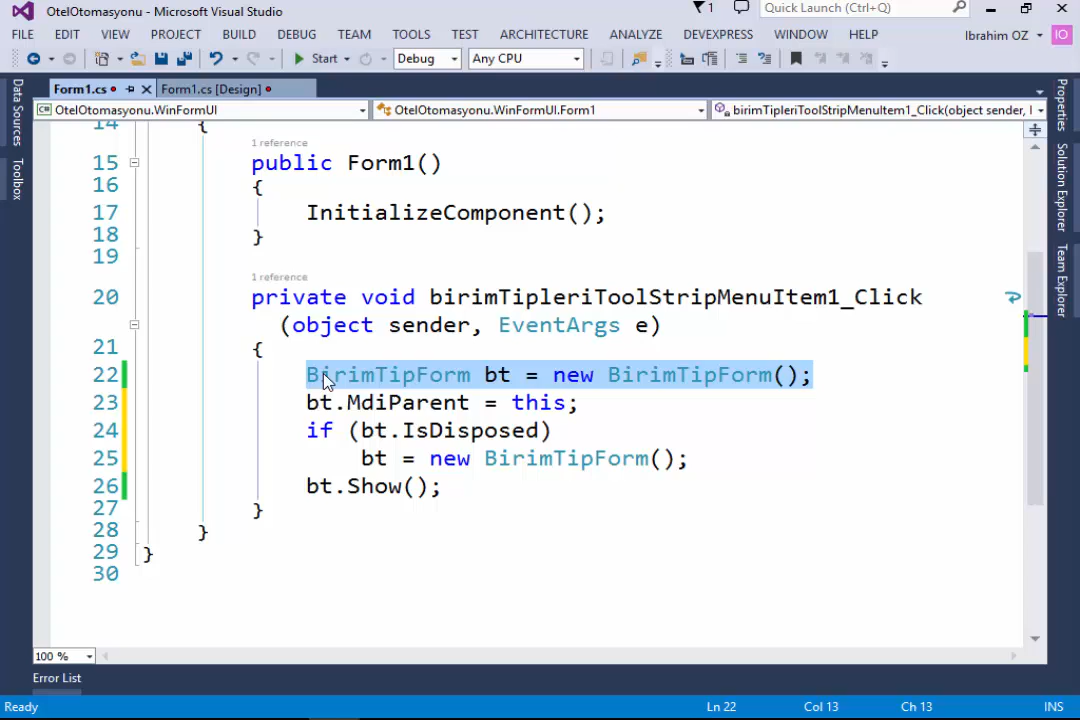 OtelOtomasyonu - Microsoft Visual Studio
1
Quick Launch (Ctrl+Q)
FILE EDIT VIEW PROJECT BUILD DEBUG TEAM TOOLS TEST ARCHITECTURE ANALYZE DEVEXPRESS WINDOW HELP Ibrahim OZ IO
Start Debug Any CPU
Form1.cs Form1.cs [Design]
OtelOtomasyonu.WinFormUI OtelOtomasyonu.WinFormUI.Form1 birimTipleriToolStripMenuItem1_Click(object sender,
Data Sources
Toolbox
Properties
Solution Explorer
Team Explorer
14 {
1 reference
15 public Form1()
16 {
17 InitializeComponent();
18 }
19
1 reference
20 private void birimTipleriToolStripMenuItem1_Click
(object sender, EventArgs e)
21 {
22 BirimTipForm bt = new BirimTipForm();
23 bt.MdiParent = this;
24 if (bt.IsDisposed)
25 bt = new BirimTipForm();
26 bt.Show();
27 }
28 }
29 }
30
100 %
Error List
Ready Ln 22 Col 13 Ch 13 INS